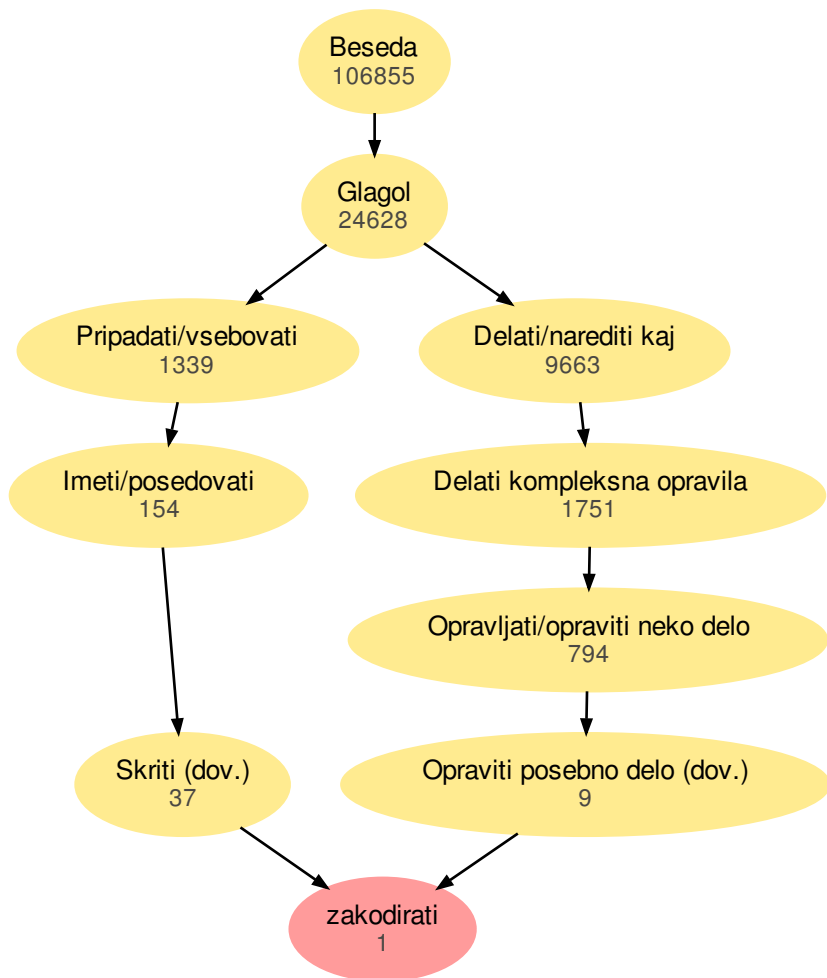 Beseda
106855
Glagol
24628
Pripadati/vsebovati
1339
Delati/narediti kaj
9663
Imeti/posedovati
154
Delati kompleksna opravila
1751
Opravljati/opraviti neko delo
794
Skriti (dov.)
37
Opraviti posebno delo (dov.)
9
zakodirati
1